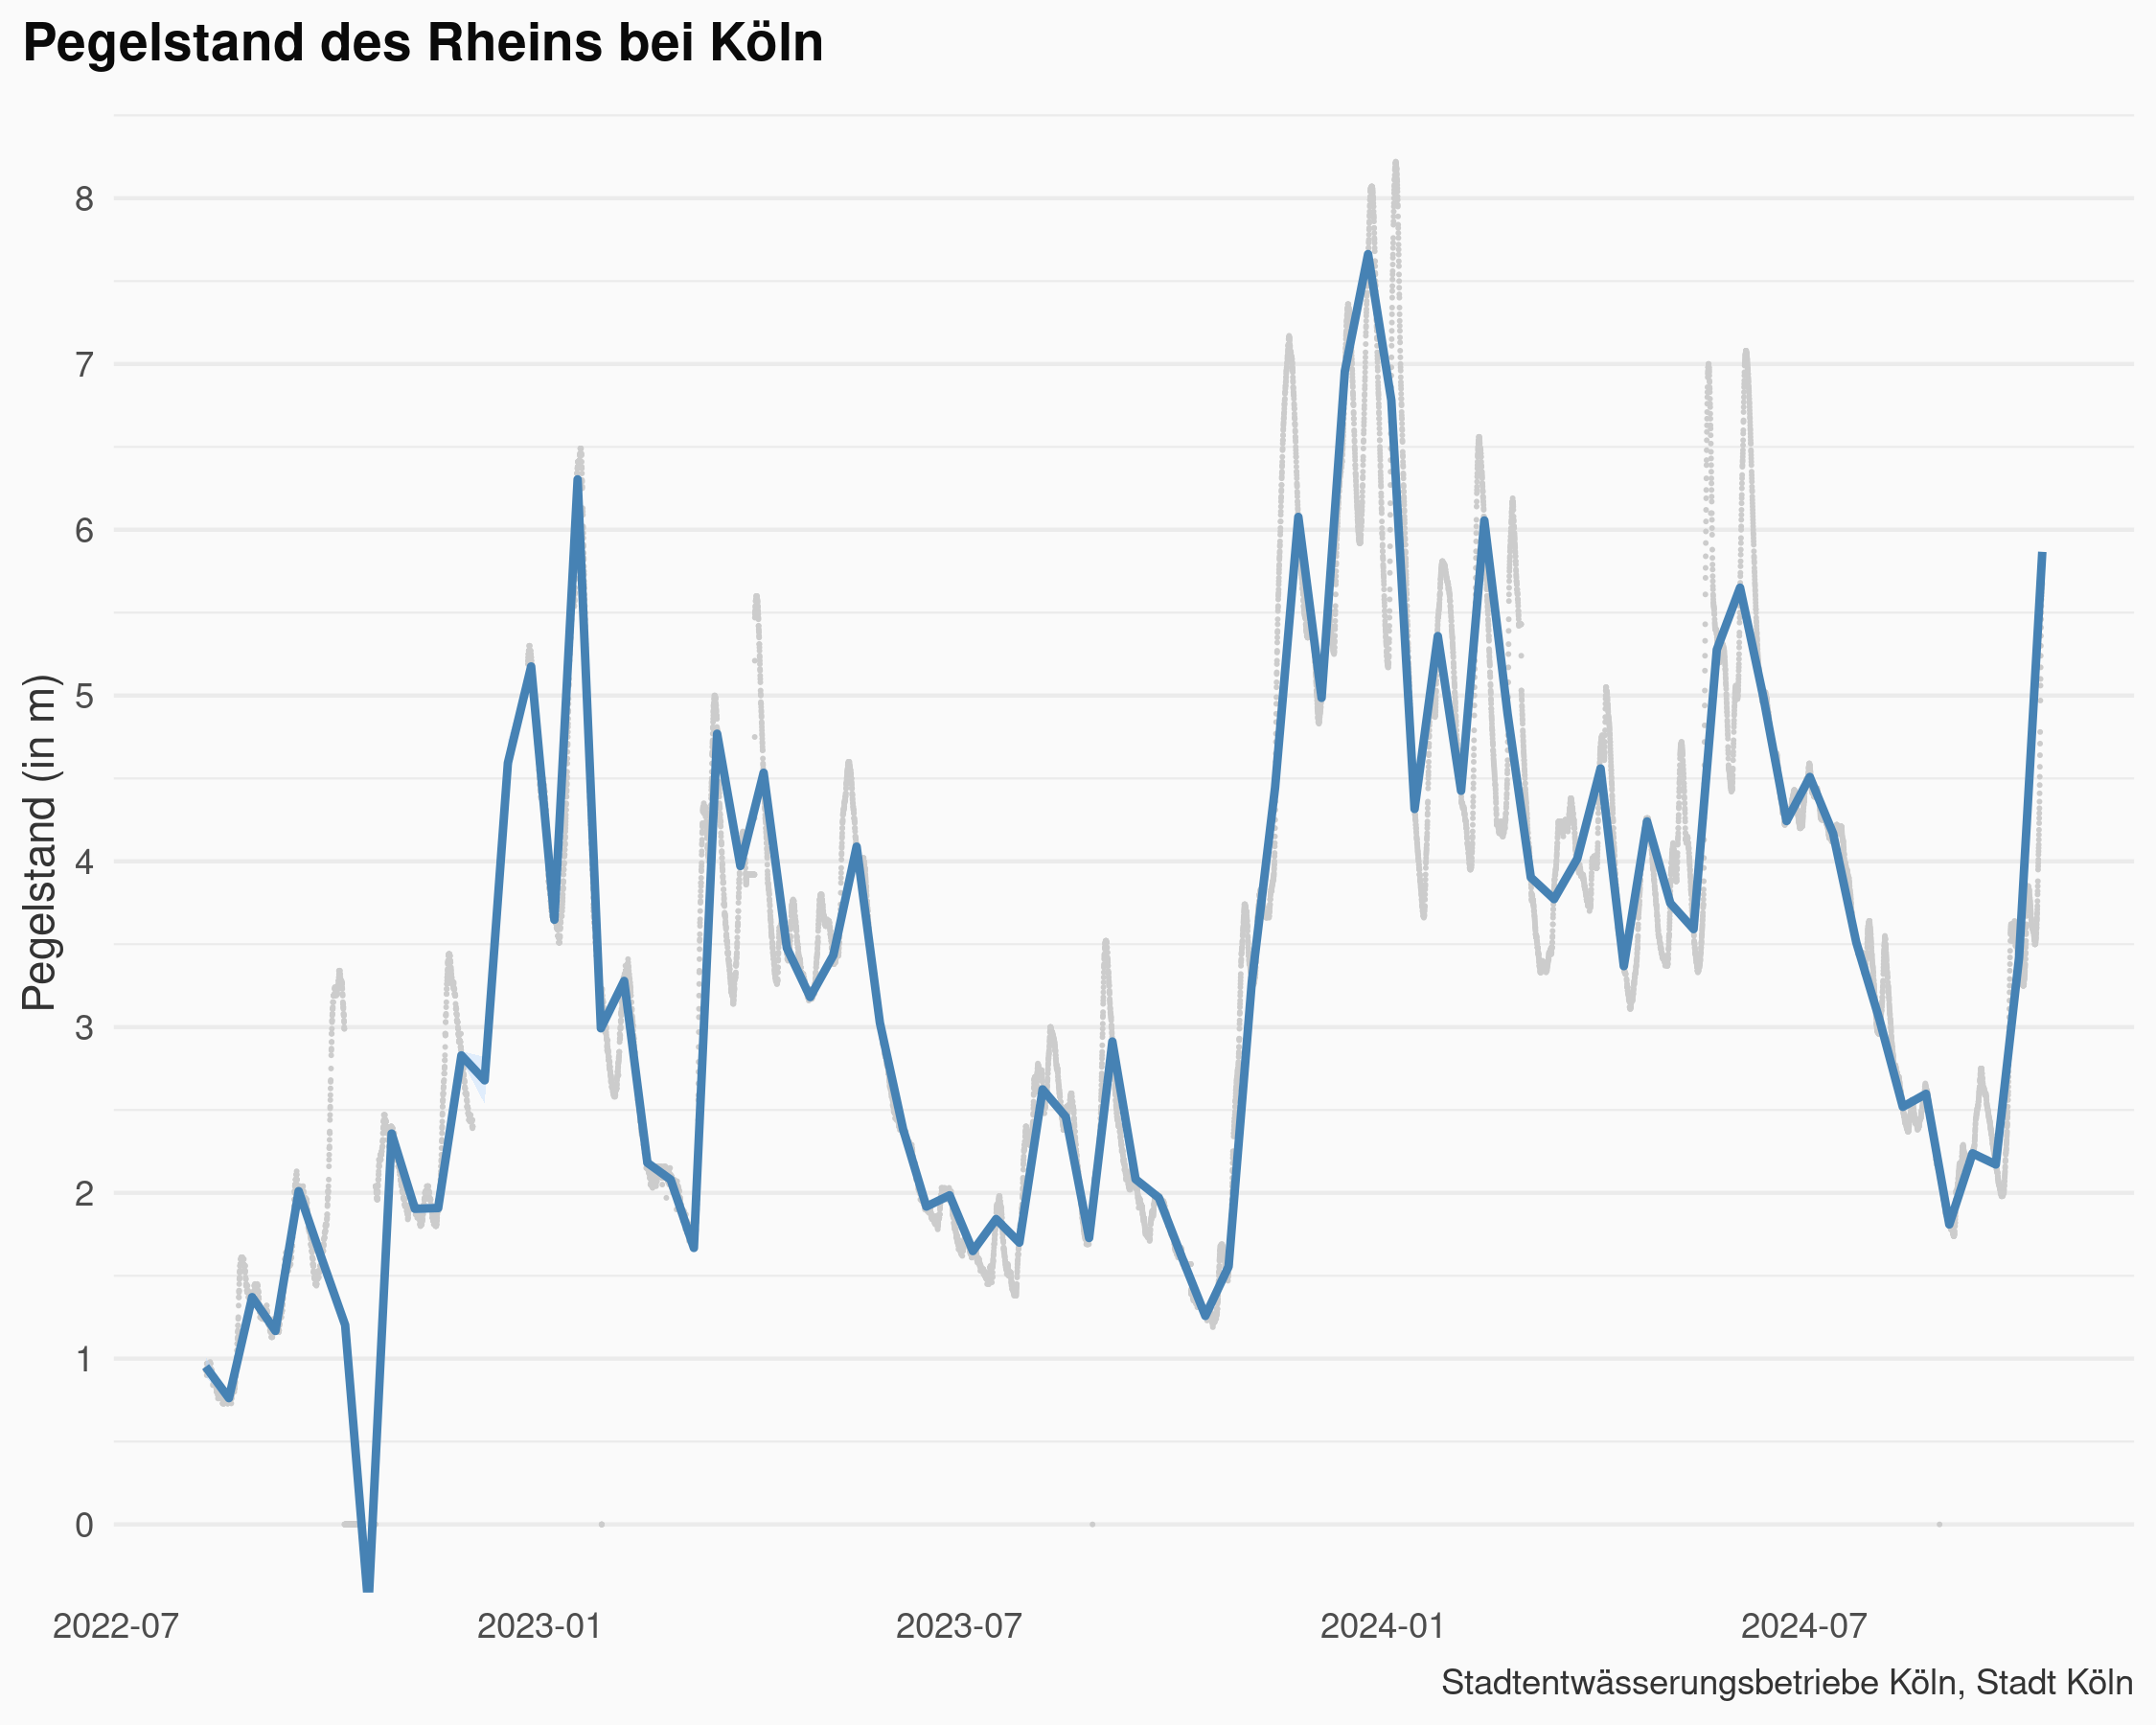 Pegelstand des Rheins bei Köln
Pegelstand (in m)
8
7
6
5
4
3
2
1
0
2022-07 2023-01 2023-07 2024-01 2024-07
Stadtentwässerungsbetriebe Köln, Stadt Köln